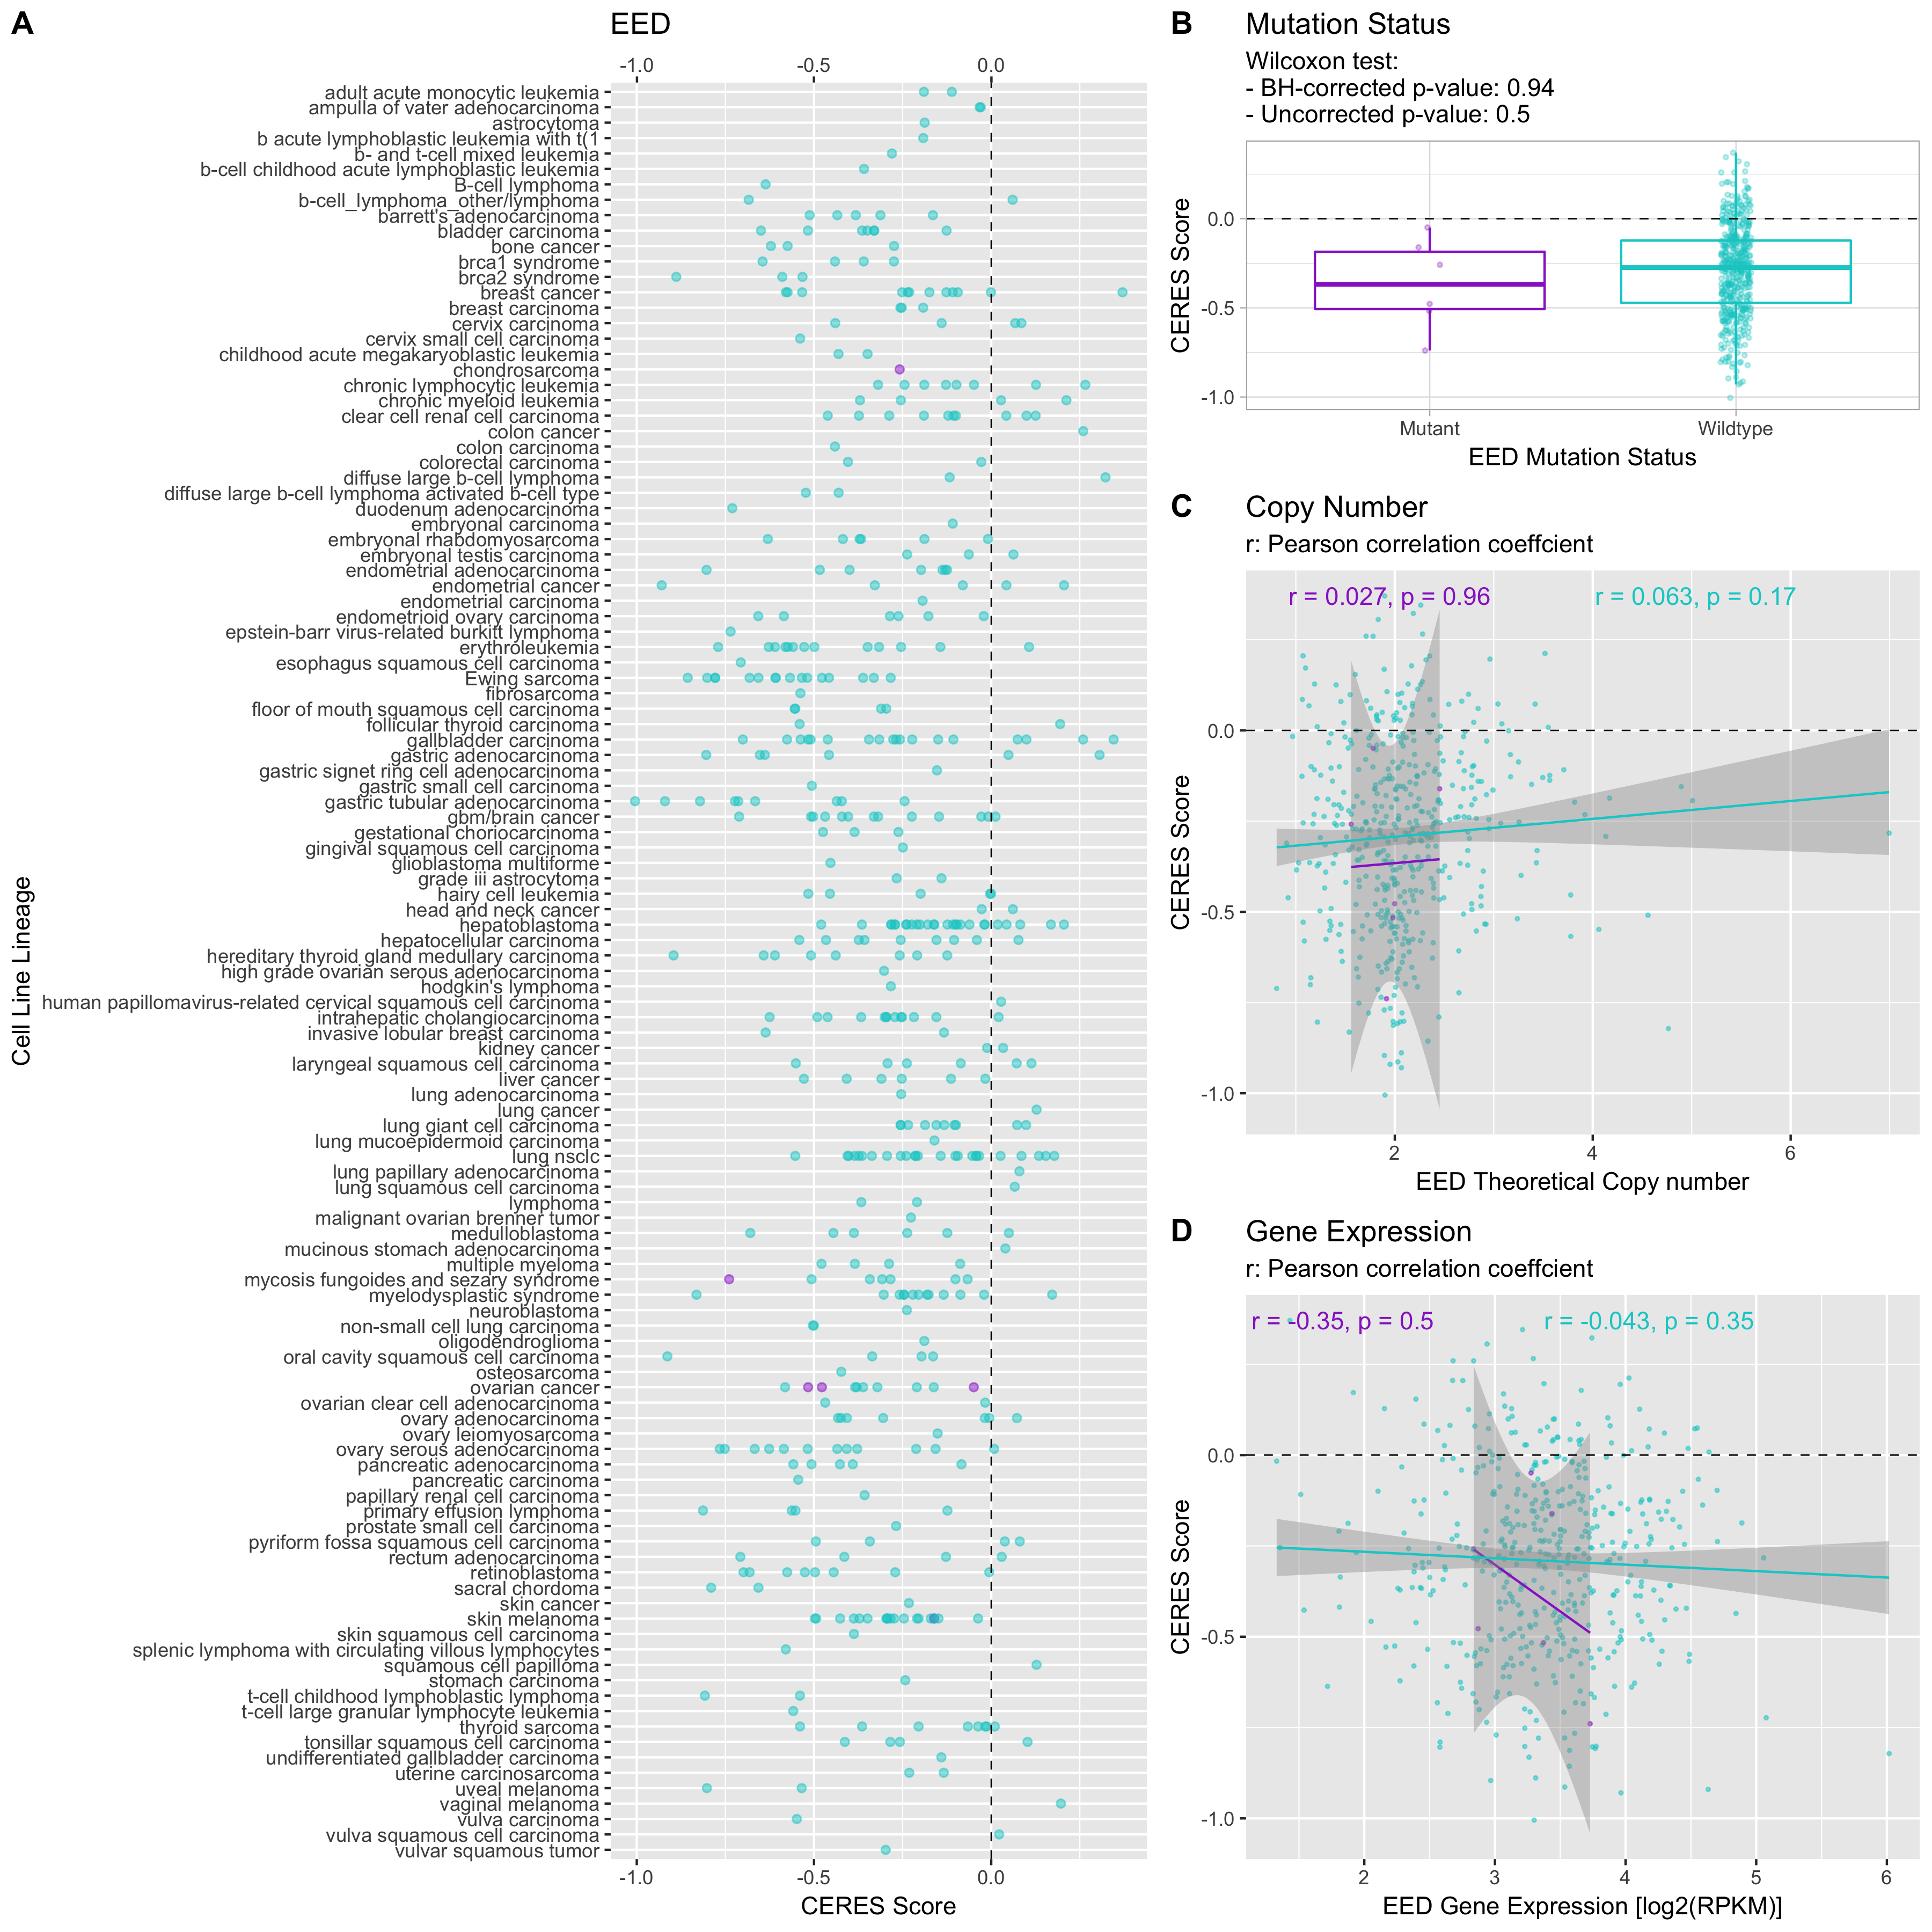 A
EED
-1.0
-0.5
0.0
adult acute monocytic leukemia
ampulla of vater adenocarcinoma
astrocytoma
b acute lymphoblastic leukemia with t(1
b- and t-cell mixed leukemia
b-cell childhood acute lymphoblastic leukemia
B-cell lymphoma
b-cell_lymphoma_other/lymphoma
barrett's adenocarcinoma
bladder carcinoma
bone cancer
brca1 syndrome
brca2 syndrome
breast cancer
breast carcinoma
cervix carcinoma
cervix small cell carcinoma
childhood acute megakaryoblastic leukemia
chondrosarcoma
chronic lymphocytic leukemia
chronic myeloid leukemia
clear cell renal cell carcinoma
colon cancer
colon carcinoma
colorectal carcinoma
diffuse large b-cell lymphoma
diffuse large b-cell lymphoma activated b-cell type
duodenum adenocarcinoma
embryonal carcinoma
embryonal rhabdomyosarcoma
embryonal testis carcinoma
endometrial adenocarcinoma
endometrial cancer
endometrial carcinoma
endometrioid ovary carcinoma
epstein-barr virus-related burkitt lymphoma
erythroleukemia
esophagus squamous cell carcinoma
Ewing sarcoma
fibrosarcoma
floor of mouth squamous cell carcinoma
follicular thyroid carcinoma
gallbladder carcinoma
gastric adenocarcinoma
gastric signet ring cell adenocarcinoma
gastric small cell carcinoma
gastric tubular adenocarcinoma
gbm/brain cancer
gestational choriocarcinoma
gingival squamous cell carcinoma
glioblastoma multiforme
grade iii astrocytoma
hairy cell leukemia
head and neck cancer
hepatoblastoma
hepatocellular carcinoma
hereditary thyroid gland medullary carcinoma
high grade ovarian serous adenocarcinoma
hodgkin's lymphoma
human papillomavirus-related cervical squamous cell carcinoma
intrahepatic cholangiocarcinoma
invasive lobular breast carcinoma
kidney cancer
laryngeal squamous cell carcinoma
liver cancer
lung adenocarcinoma
lung cancer
lung giant cell carcinoma
lung mucoepidermoid carcinoma
lung nsclc
lung papillary adenocarcinoma
lung squamous cell carcinoma
lymphoma
malignant ovarian brenner tumor
medulloblastoma
mucinous stomach adenocarcinoma
multiple myeloma
mycosis fungoides and sezary syndrome
myelodysplastic syndrome
neuroblastoma
non-small cell lung carcinoma
oligodendroglioma
oral cavity squamous cell carcinoma
osteosarcoma
ovarian cancer
ovarian clear cell adenocarcinoma
ovary adenocarcinoma
ovary leiomyosarcoma
ovary serous adenocarcinoma
pancreatic adenocarcinoma
pancreatic carcinoma
papillary renal cell carcinoma
primary effusion lymphoma
prostate small cell carcinoma
pyriform fossa squamous cell carcinoma
rectum adenocarcinoma
retinoblastoma
sacral chordoma
skin cancer
skin melanoma
skin squamous cell carcinoma
splenic lymphoma with circulating villous lymphocytes
squamous cell papilloma
stomach carcinoma
t-cell childhood lymphoblastic lymphoma
t-cell large granular lymphocyte leukemia
thyroid sarcoma
tonsillar squamous cell carcinoma
undifferentiated gallbladder carcinoma
uterine carcinosarcoma
uveal melanoma
vaginal melanoma
vulva carcinoma
vulva squamous cell carcinoma
vulvar squamous tumor
-1.0
-0.5
0.0
CERES Score
Cell Line Lineage
B
Mutation Status
Wilcoxon test:
- BH-corrected p-value: 0.94
- Uncorrected p-value: 0.5
0.0
-0.5
-1.0
CERES Score
Mutant
Wildtype
EED Mutation Status
C
Copy Number
r: Pearson correlation coeffcient
r = 0.027, p = 0.96
r = 0.063, p = 0.17
0.0
-0.5
-1.0
CERES Score
2
4
6
EED Theoretical Copy number
D
Gene Expression
r: Pearson correlation coeffcient
r = -0.35, p = 0.5
r = -0.043, p = 0.35
0.0
-0.5
-1.0
CERES Score
2
3
4
5
6
EED Gene Expression [log2(RPKM)]